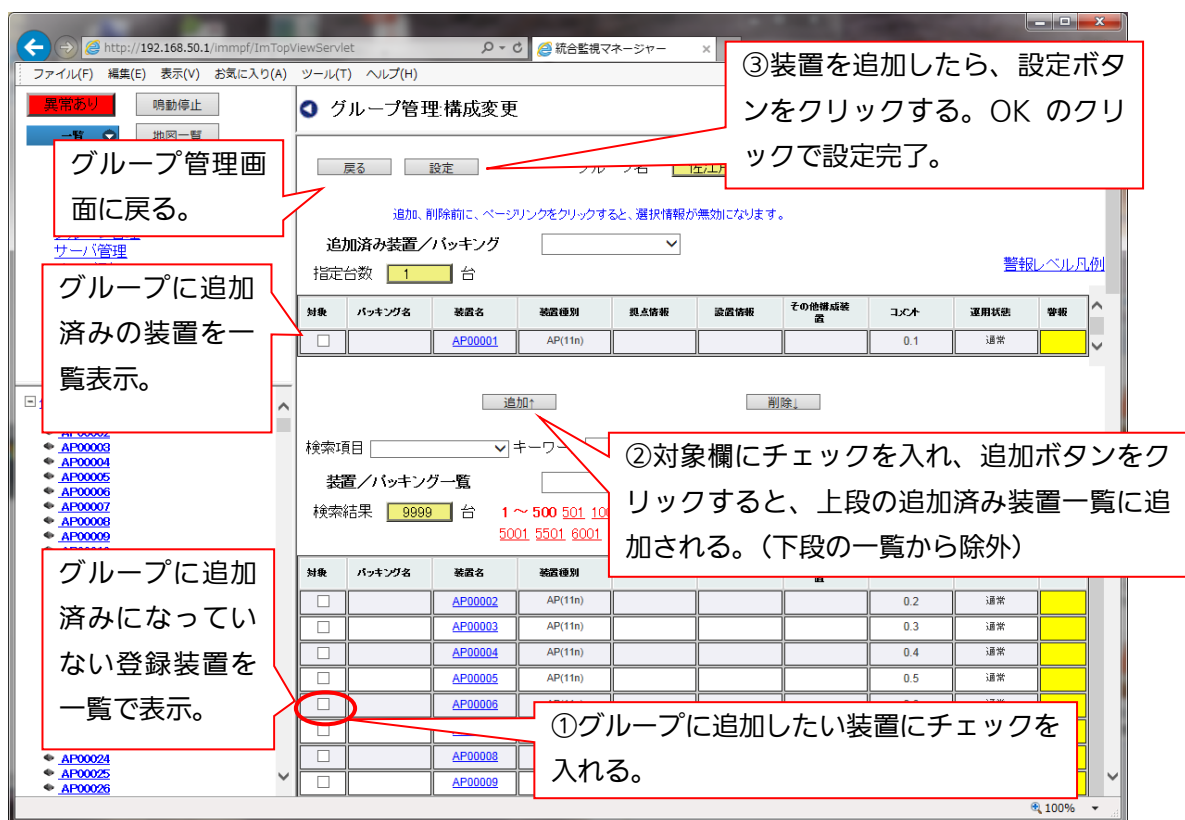 http://192.168.50.1/immpf/ImTopViewServlet
統合監視マネージャー
ファイル(F) 編集(E) 表示(V) お気に入り(A) ツール(T) ヘルプ(H)
③装置を追加したら、設定ボタ
ンをクリックする。OK のクリ
ックで設定完了。
異常あり 鳴動停止
一覧 地図一覧
グループ管理:構成変更
グループ管理画
面に戻る。
戻る 設定
追加、削除前に、ページリンクをクリックすると、選択情報が無効になります。
サーバ管理
追加済み装置／パッキング
指定台数 1 台
警報レベル凡例
グループに追加
済みの装置を一
覧表示。
対象 パッキング名 装置名 装置種別 拠点情報 設置情報 その他構成装置 コメント 運用状態 警報
AP00001 AP(11n) 0.1 通常
追加↑ 削除↓
AP00002
AP00003
AP00004
AP00005
AP00006
AP00007
AP00008
AP00009
検索項目 キーワー
装置／パッキング一覧
検索結果 9999 台 1 ～ 500 501
5001 5501 6001
②対象欄にチェックを入れ、追加ボタンをク
リックすると、上段の追加済み装置一覧に追
加される。（下段の一覧から除外）
グループに追加
済みになってい
ない登録装置を
一覧で表示。
対象 パッキング名 装置名 装置種別
置
AP00002 AP(11n) 0.2 通常
AP00003 AP(11n) 0.3 通常
AP00004 AP(11n) 0.4 通常
AP00005 AP(11n) 0.5 通常
AP00006
①グループに追加したい装置にチェックを
入れる。
AP00008
AP00009
AP00024
AP00025
AP00026
100%